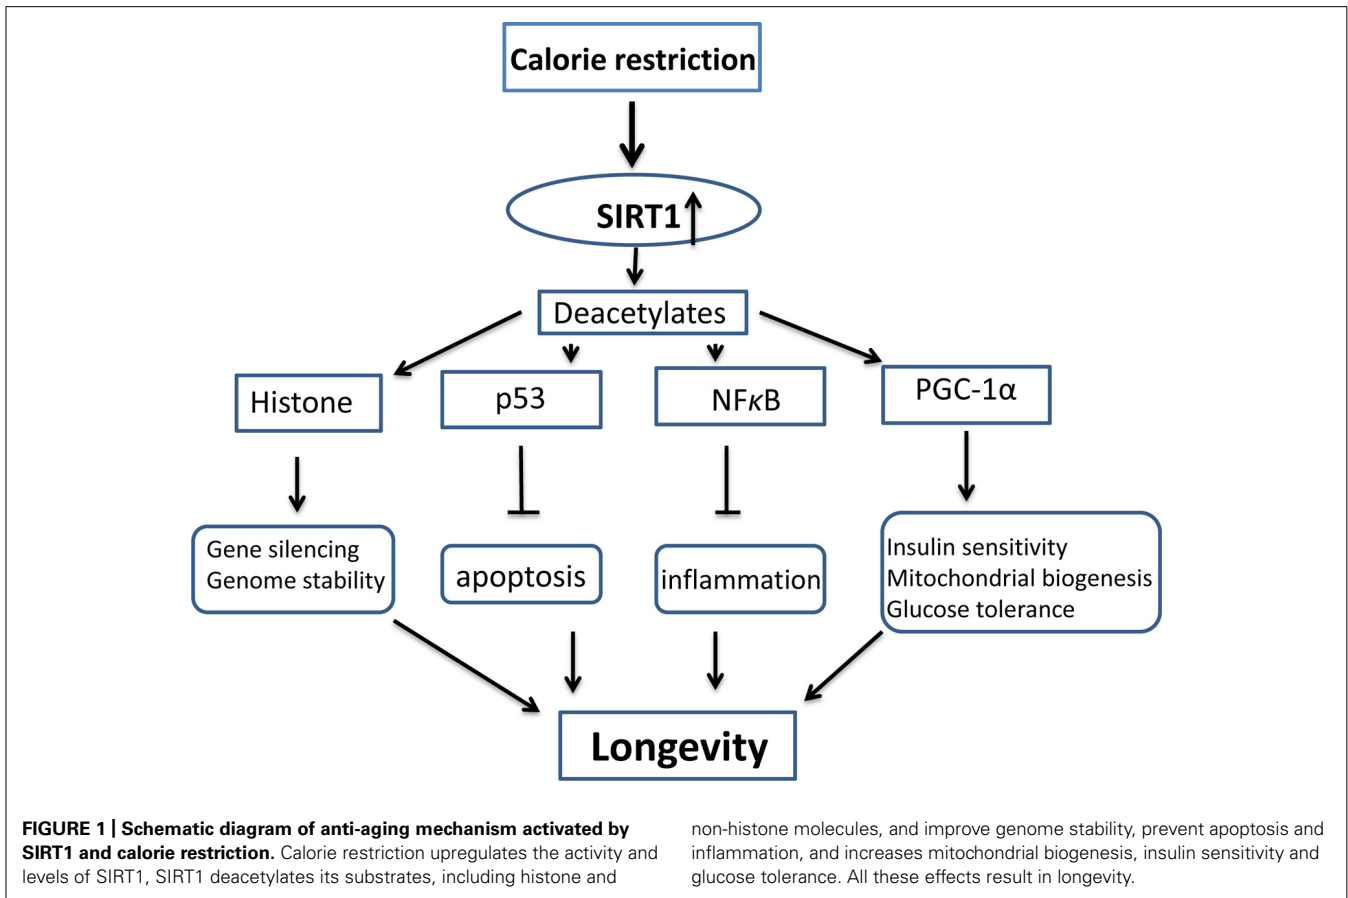 Calorie restriction
SIRT1
Deacetylates
Histone
p53
NFκB
PGC-1α
Gene silencing
Genome stability
apoptosis
inflammation
Insulin sensitivity
Mitochondrial biogenesis
Glucose tolerance
Longevity
FIGURE 1 | Schematic diagram of anti-aging mechanism activated by
SIRT1 and calorie restriction. Calorie restriction upregulates the activity and
levels of SIRT1, SIRT1 deacetylates its substrates, including histone and
non-histone molecules, and improve genome stability, prevent apoptosis and
inflammation, and increases mitochondrial biogenesis, insulin sensitivity and
glucose tolerance. All these effects result in longevity.